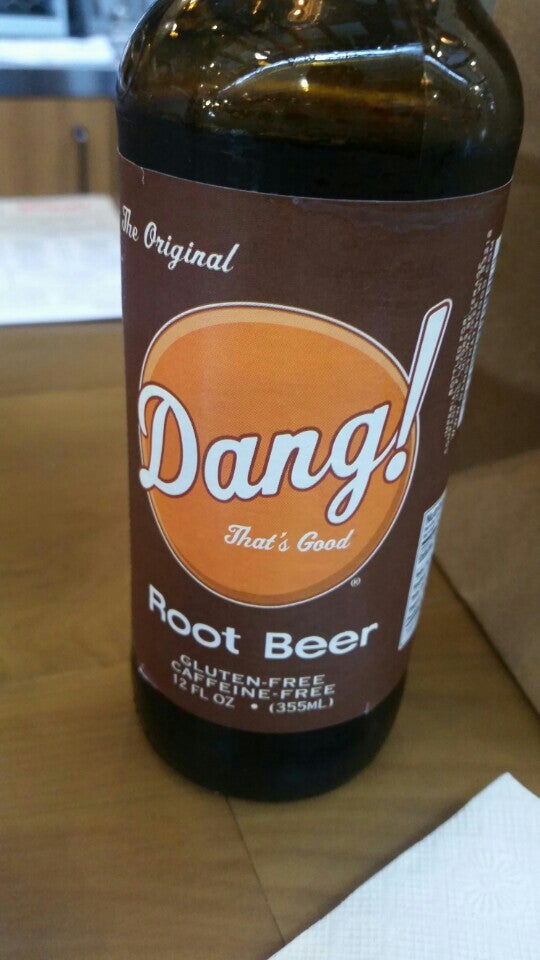 The Original
Dang!
That's Good
®
Root Beer
GLUTEN-FREE
CAFFEINE-FREE
12 FL OZ • (355ML)